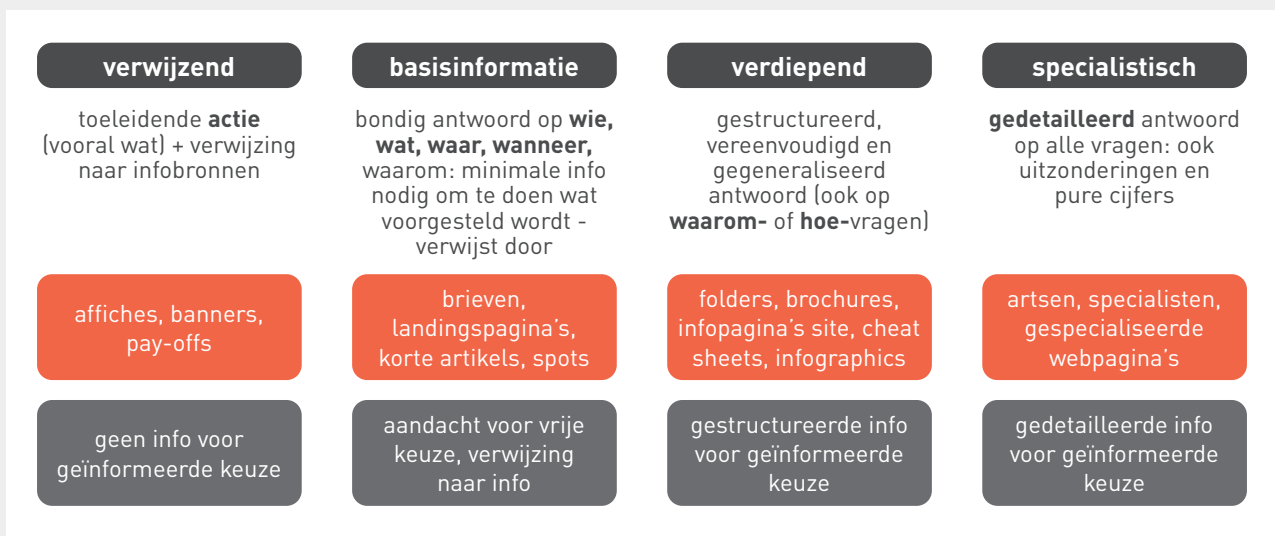 verwijzend
toeleidende actie
(vooral wat) + verwijzing
naar infobronnen
affiches, banners,
pay-offs
geen info voor
geïnformeerde keuze
basisinformatie
bondig antwoord op wie,
wat, waar, wanneer,
waarom: minimale info
nodig om te doen wat
voorgesteld wordt -
verwijst door
brieven,
landingspagina’s,
korte artikels, spots
aandacht voor vrije
keuze, verwijzing
naar info
verdiepend
gestructureerd,
vereenvoudigd en
gegeneraliseerd
antwoord (ook op
waarom- of hoe-vragen)
folders, brochures,
infopagina’s site, cheat
sheets, infographics
gestructureerde info
voor geïnformeerde
keuze
specialistisch
gedetailleerd antwoord
op alle vragen: ook
uitzonderingen en
pure cijfers
artsen, specialisten,
gespecialiseerde
webpagina’s
gedetailleerde info
voor geïnformeerde
keuze